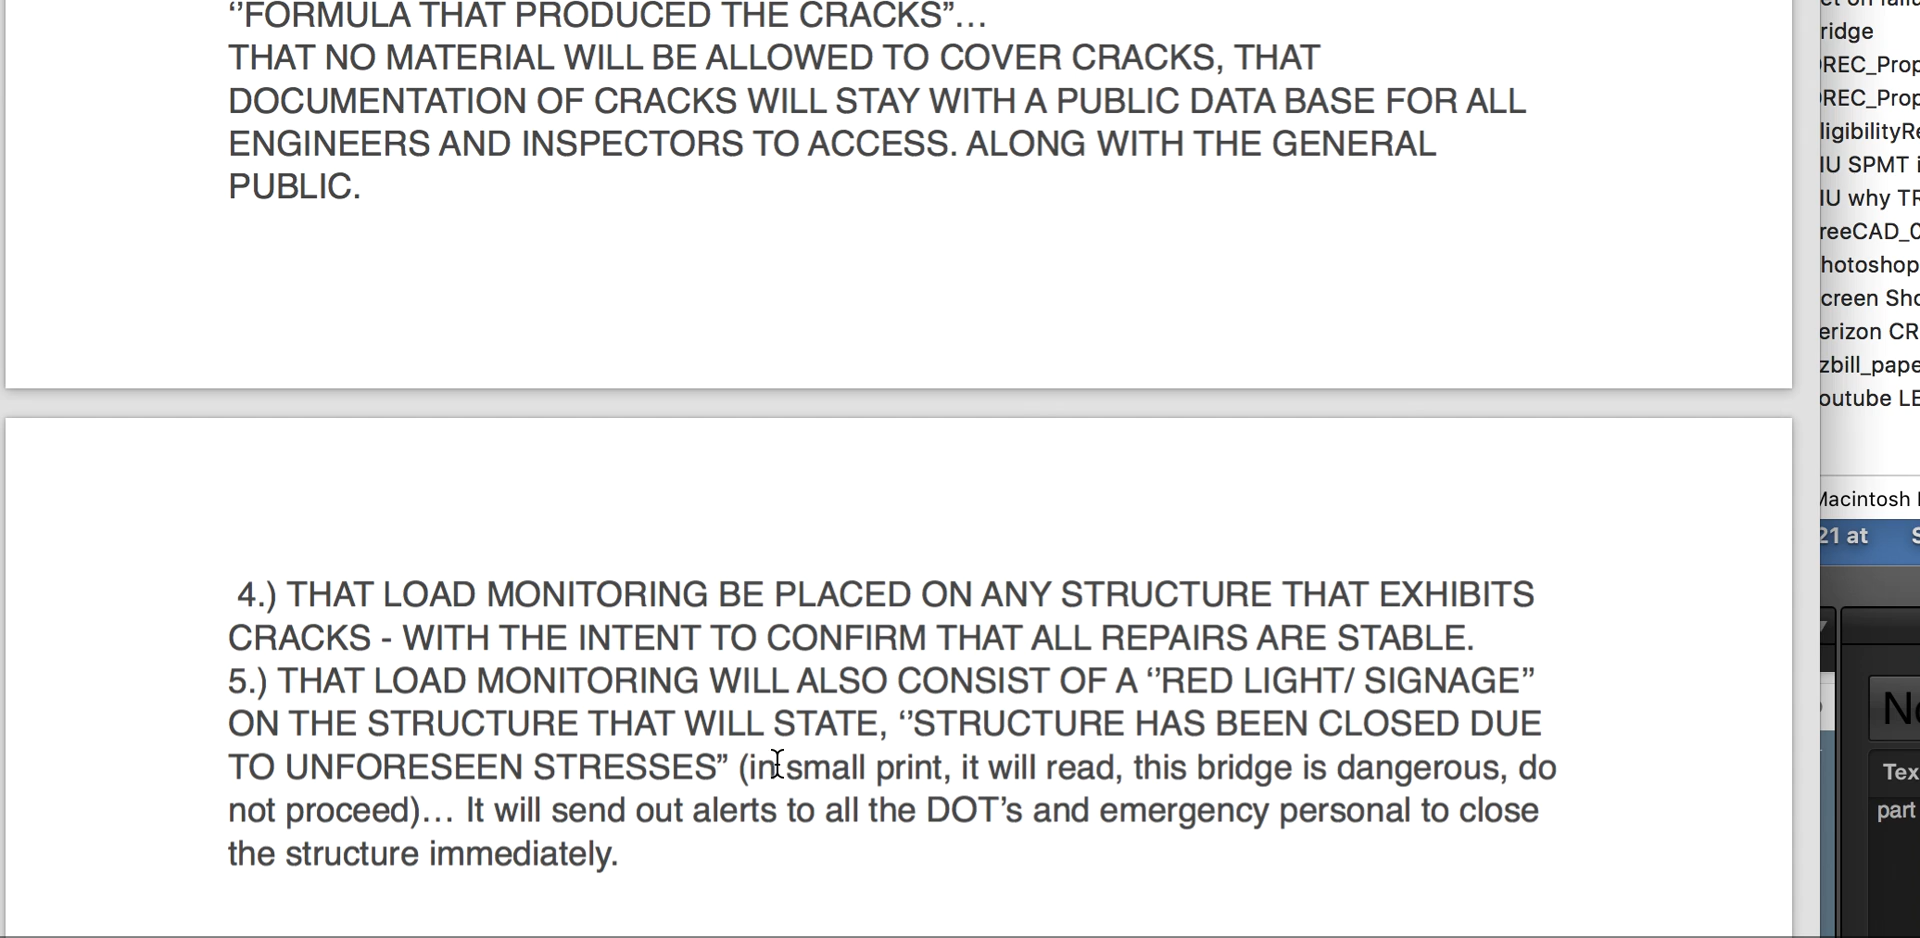 ‘’FORMULA THAT PRODUCED THE CRACKS”…
THAT NO MATERIAL WILL BE ALLOWED TO COVER CRACKS, THAT
DOCUMENTATION OF CRACKS WILL STAY WITH A PUBLIC DATA BASE FOR ALL
ENGINEERS AND INSPECTORS TO ACCESS. ALONG WITH THE GENERAL
PUBLIC.
4.) THAT LOAD MONITORING BE PLACED ON ANY STRUCTURE THAT EXHIBITS
CRACKS - WITH THE INTENT TO CONFIRM THAT ALL REPAIRS ARE STABLE.
5.) THAT LOAD MONITORING WILL ALSO CONSIST OF A ‘’RED LIGHT/ SIGNAGE”
ON THE STRUCTURE THAT WILL STATE, ‘’STRUCTURE HAS BEEN CLOSED DUE
TO UNFORESEEN STRESSES” (in small print, it will read, this bridge is dangerous, do
not proceed)… It will send out alerts to all the DOT’s and emergency personal to close
the structure immediately.
ridge
REC_Prop
REC_Prop
ligibilityRe
IU SPMT i
IU why TR
reeCAD_0
hotoshop
creen Sho
erizon CR
zbill_pape
outube LE
Macintosh
21 at
Tex
part